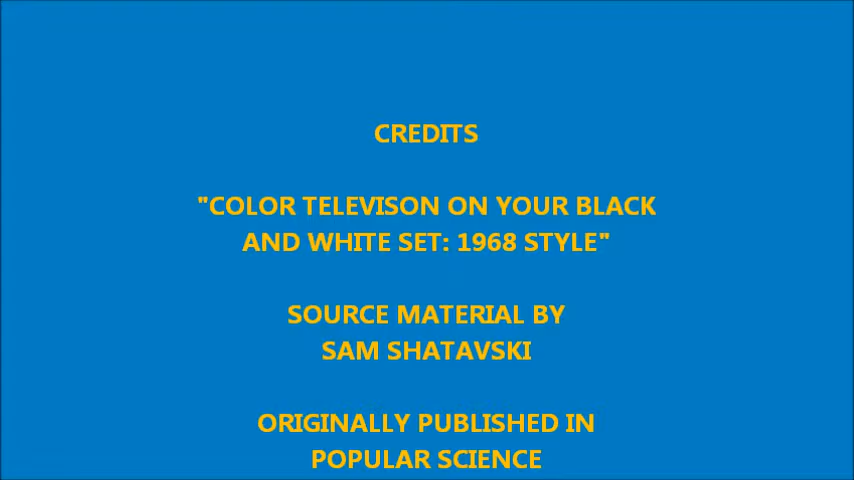 CREDITS
"COLOR TELEVISON ON YOUR BLACK
AND WHITE SET: 1968 STYLE"
SOURCE MATERIAL BY
SAM SHATAVSKI
ORIGINALLY PUBLISHED IN
POPULAR SCIENCE